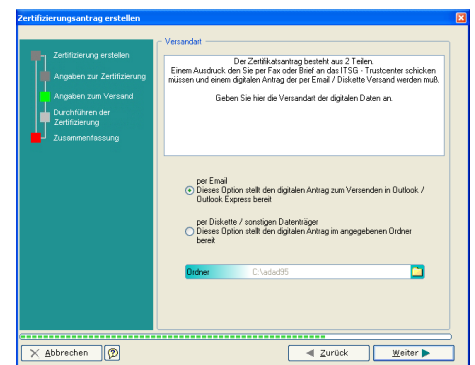 Zertifizierungsantrag erstellen
Zertifizierung erstellen
Angaben zur Zertifizierung
Angaben zum Versand
Durchführen der
Zertifizierung
Zusammenfassung
Versandart
Der Zertifikatsantrag besteht aus 2 Teilen.
Einem Ausdruck den Sie per Fax oder Brief an das ITSG - Trustcenter schicken
müssen und einem digitalen Antrag der per Email / Diskette Versand werden muß.
Geben Sie hier die Versandart der digitalen Daten an.
per Email
Dieses Option stellt den digitalen Antrag zum Versenden in Outlook /
Outlook Express bereit
per Diskette / sonstigen Datenträger
Dieses Option stellt den digitalen Antrag im angegebenen Ordner
bereit
Ordner C:\adad95
Abbrechen Zurück Weiter